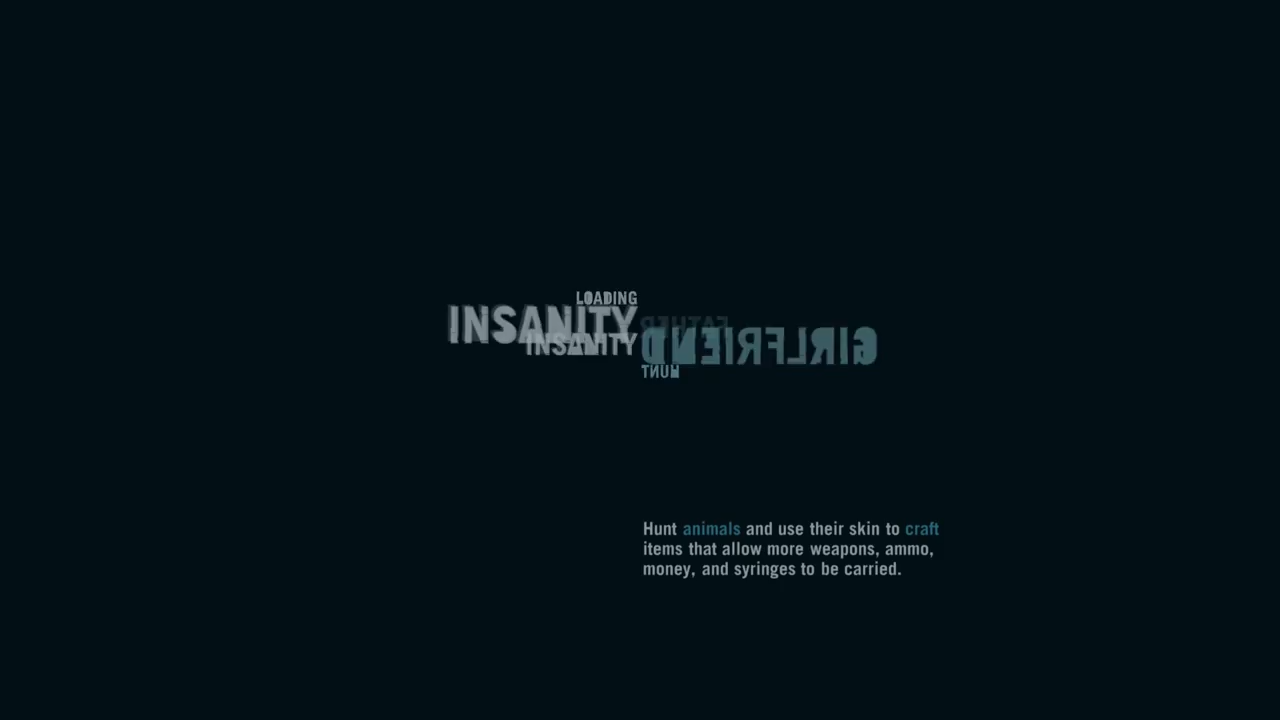 LOADING
INSANITY
FATHER
INSANITY
GIRLFRIEND
HUNT
Hunt animals and use their skin to craft
items that allow more weapons, ammo,
money, and syringes to be carried.